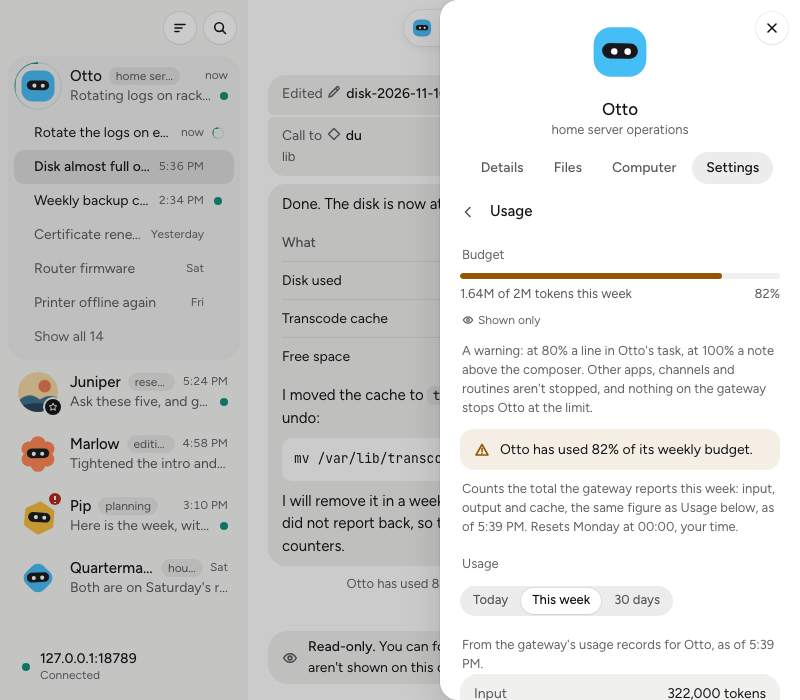 Otto
home ser...
now
Rotating logs on rack...
Rotate the logs on e...
now
Disk almost full o...
5:36 PM
Weekly backup c...
2:34 PM
Certificate rene...
Yesterday
Router firmware
Sat
Printer offline again
Fri
Show all 14
Juniper
rese...
5:24 PM
Ask these five, and g...
Marlow
editi...
4:58 PM
Tightened the intro and...
Pip
planning
3:10 PM
Here is the week, wit...
Quarterma...
hou...
Sat
Both are on Saturday's r...
127.0.0.1:18789
Connected
Edited
disk-2026-11-1
Call to
du
lib
Done. The disk is now at
What
Disk used
Transcode cache
Free space
I moved the cache to
undo:
mv /var/lib/transco
I will remove it in a week
did not report back, so t
counters.
Otto has used 8
Read-only. You can fo
aren't shown on this c
Otto
home server operations
Details
Files
Computer
Settings
Usage
Budget
1.64M of 2M tokens this week
82%
Shown only
A warning: at 80% a line in Otto's task, at 100% a note
above the composer. Other apps, channels and
routines aren't stopped, and nothing on the gateway
stops Otto at the limit.
Otto has used 82% of its weekly budget.
Counts the total the gateway reports this week: input,
output and cache, the same figure as Usage below, as
of 5:39 PM. Resets Monday at 00:00, your time.
Usage
Today
This week
30 days
From the gateway's usage records for Otto, as of 5:39
PM.
Input
322,000 tokens